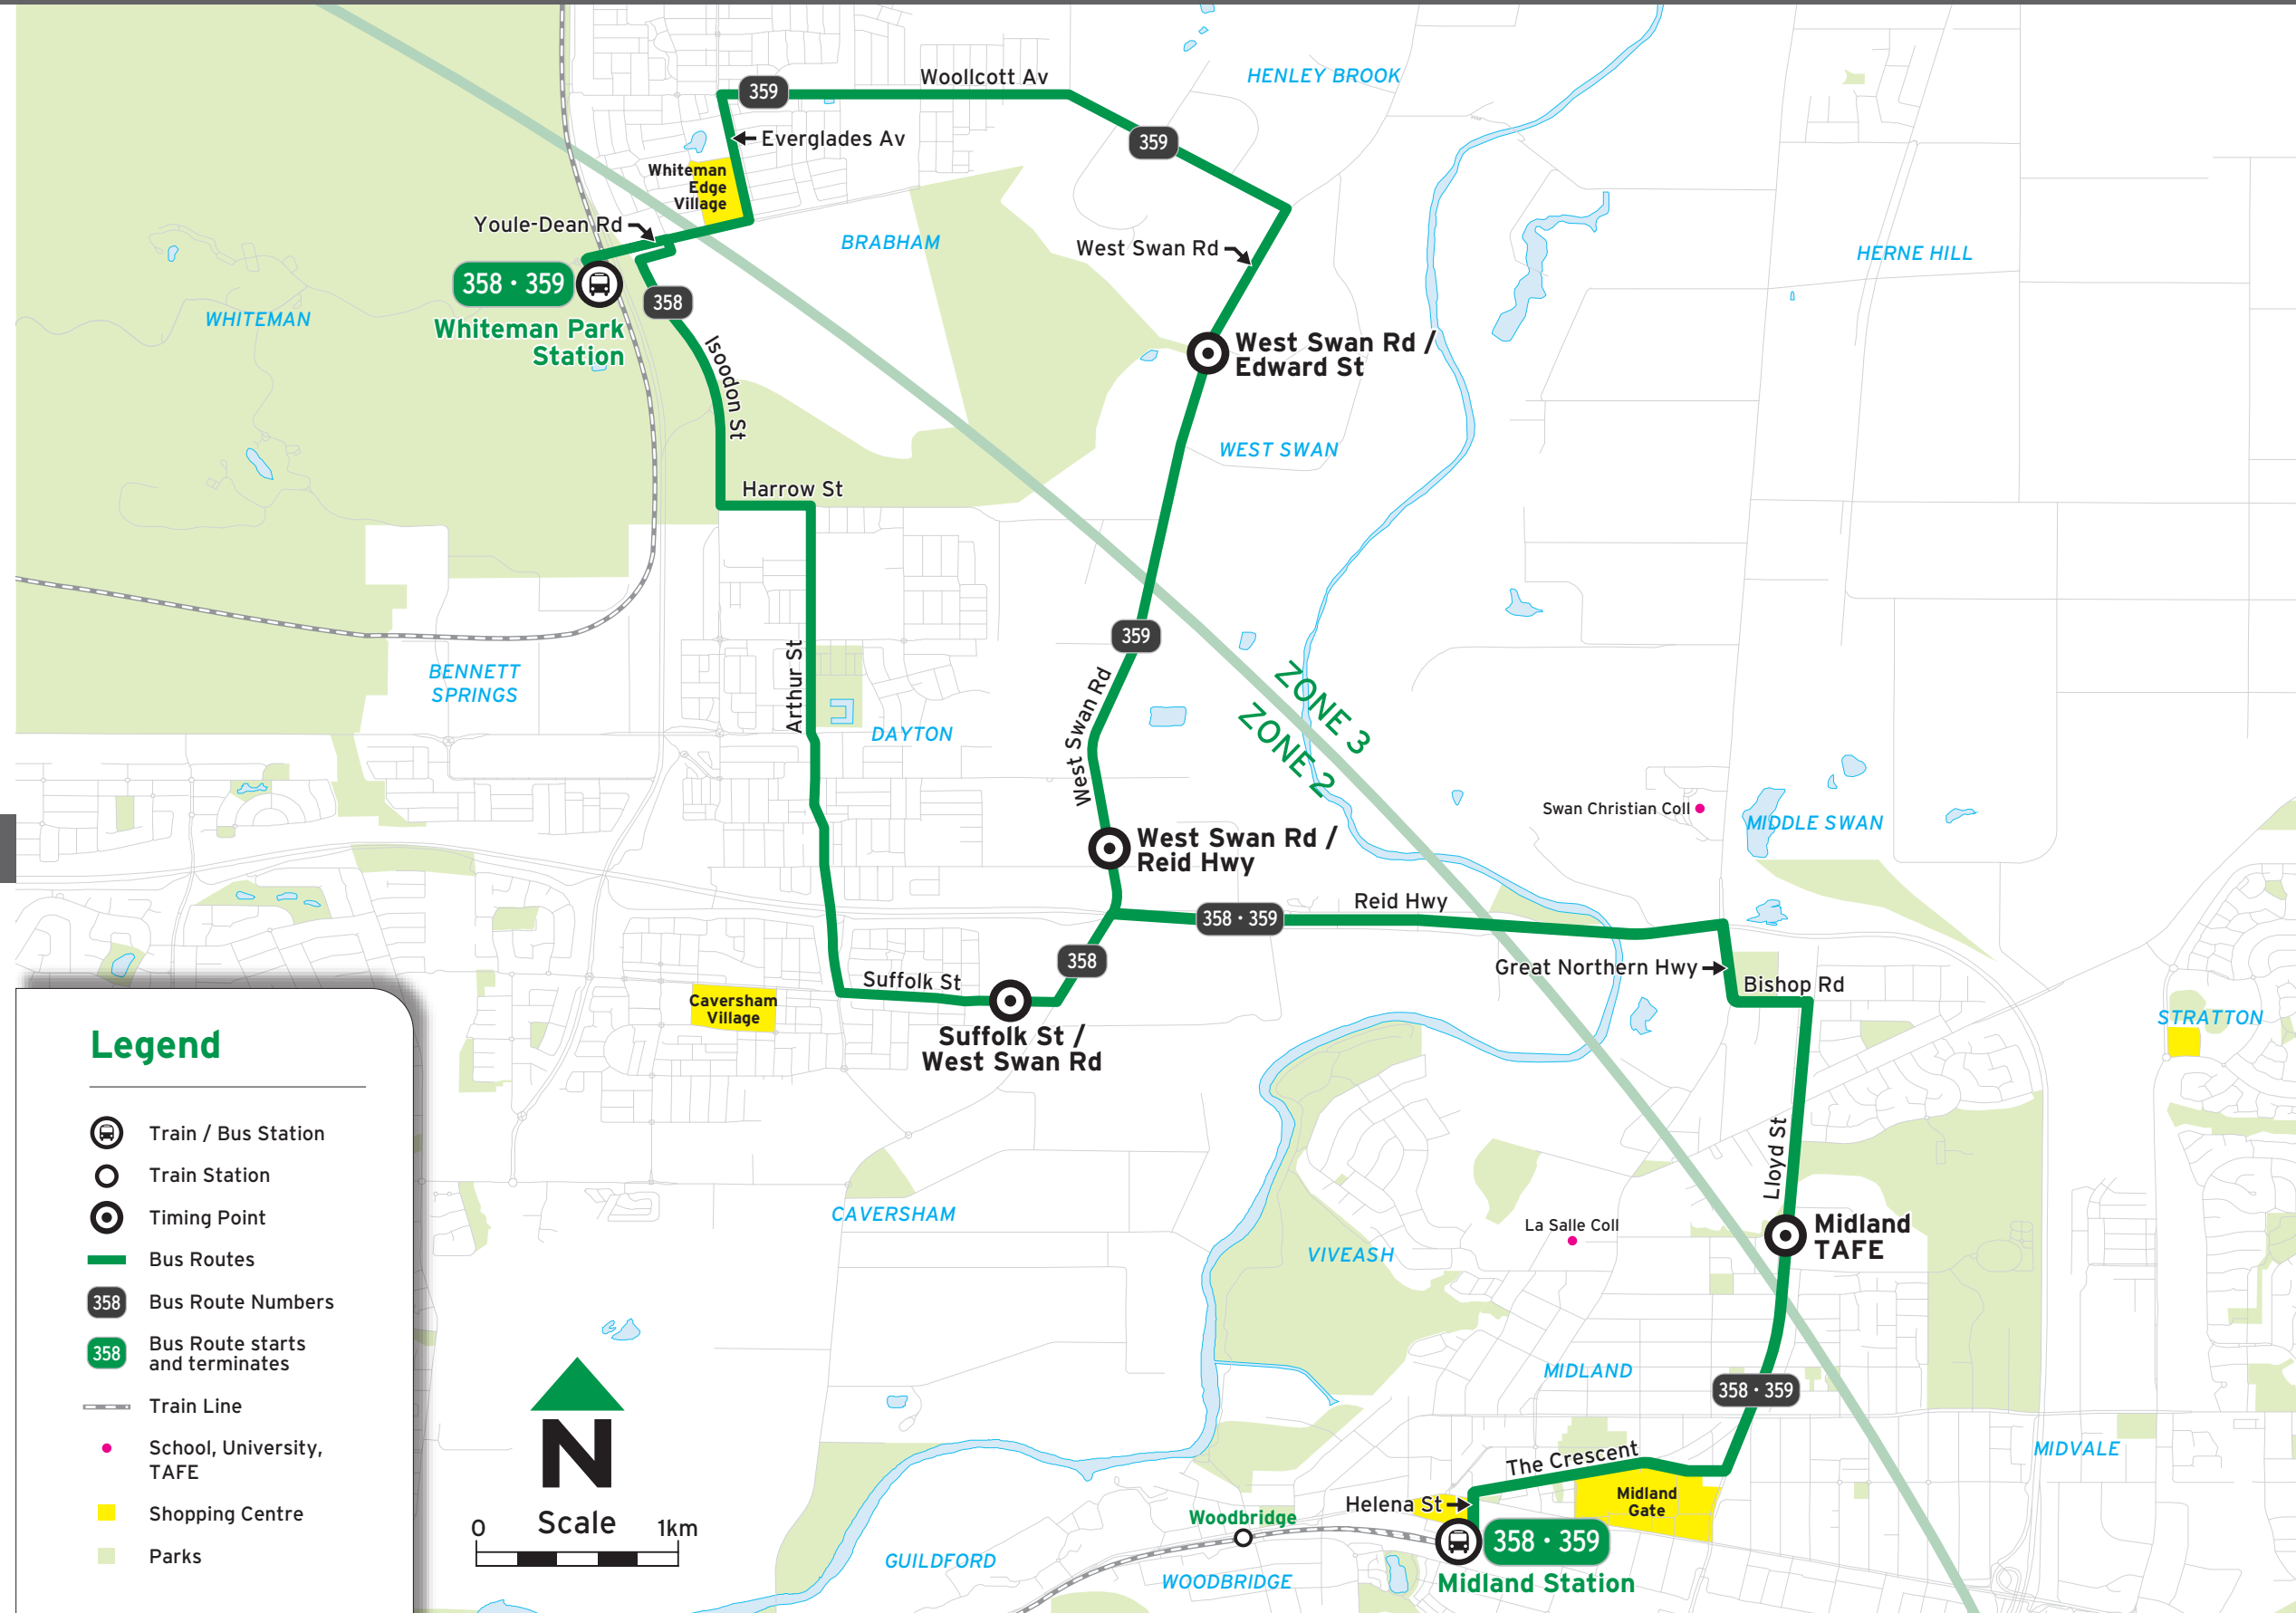 Woollcott Av
HENLEY BROOK
359
Everglades Av
359
Whiteman
Edge
Village
Youle-Dean Rd
BRABHAM
West Swan Rd
HERNE HILL
358 · 359
358
WHITEMAN
Whiteman Park
Station
Isoodon St
West Swan Rd /
Edward St
WEST SWAN
Harrow St
359
BENNETT
SPRINGS
Arthur St
West Swan Rd
ZONE 3
ZONE 2
DAYTON
Swan Christian Coll
MIDDLE SWAN
West Swan Rd /
Reid Hwy
Reid Hwy
358 · 359
358
Great Northern Hwy
Bishop Rd
Suffolk St
Caversham
Village
STRATTON
Suffolk St /
West Swan Rd
Lloyd St
CAVERSHAM
La Salle Coll
Midland
TAFE
VIVEASH
MIDLAND
358 · 359
MIDVALE
The Crescent
Midland
Gate
Helena St
Woodbridge
358 · 359
GUILDFORD
WOODBRIDGE
Midland Station
Legend
Train / Bus Station
Train Station
Timing Point
Bus Routes
358
Bus Route Numbers
358
Bus Route starts
and terminates
Train Line
School, University,
TAFE
Shopping Centre
Parks
N
Scale
0
1km